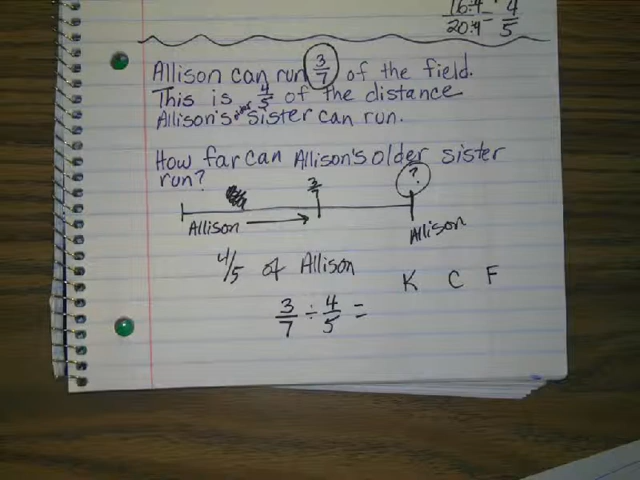 16÷4 = 4
20÷4 5
Allison can run 3/7 of the field.
This is 4/5 of the distance
Allison's older sister can run.
How far can Allison's older sister
run?
3/7 ?
Allison → Allison
4/5 of Allison
K C F
3/7 ÷ 4/5 =